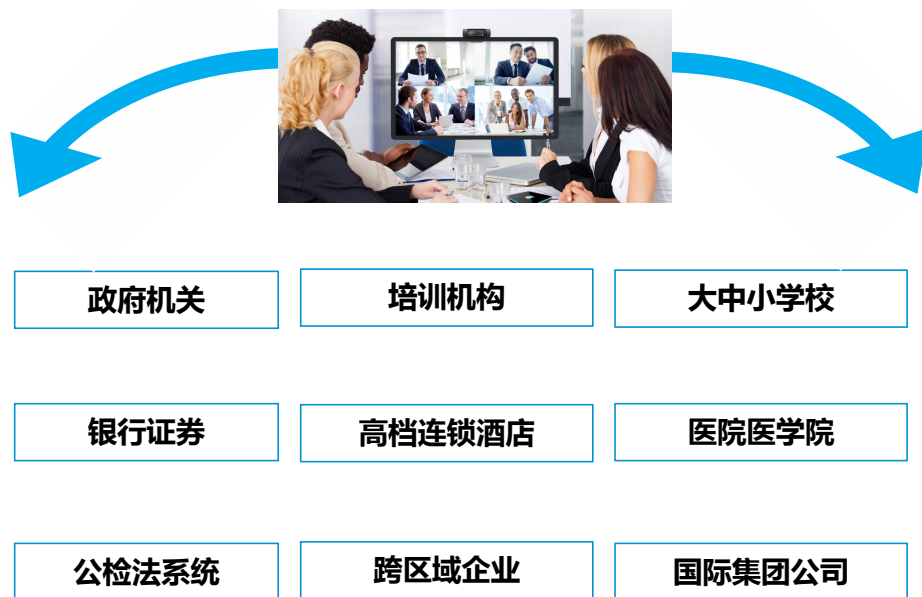 政府机关
培训机构
大中小学校
银行证券
高档连锁酒店
医院医学院
公检法系统
跨区域企业
国际集团公司